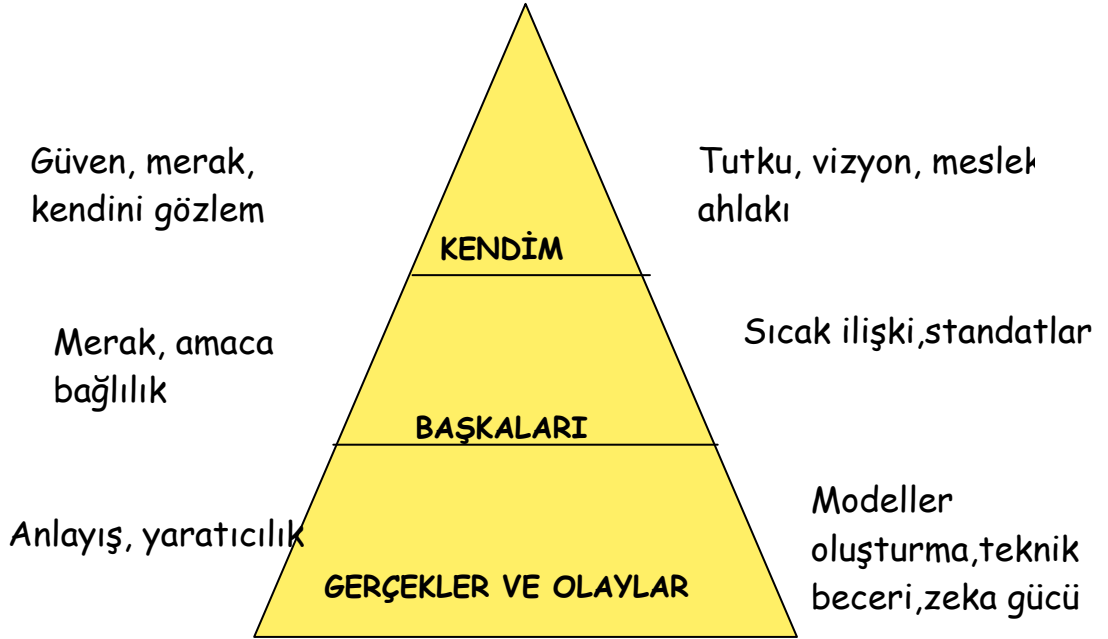 Güven, merak,
kendini gözlem
Tutku, vizyon, meslek
ahlakı
KENDİM
Merak, amaca
bağlılık
Sıcak ilişki,standatlar
BAŞKALARI
Anlayış, yaratıcılık
Modeller
oluşturma,teknik
beceri,zeka gücü
GERÇEKLER VE OLAYLAR